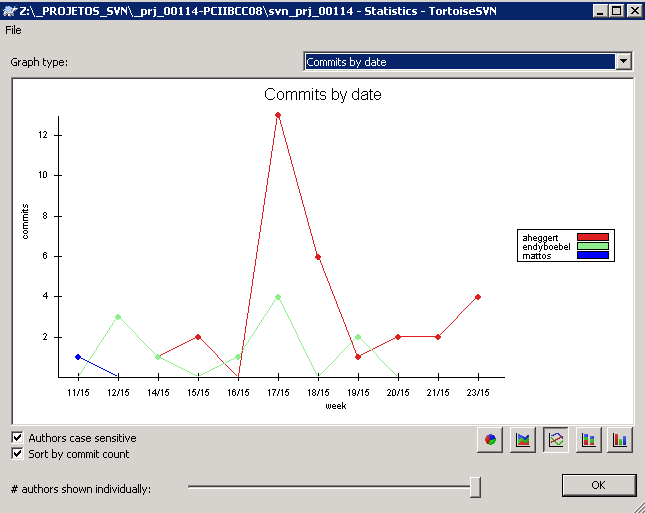 Z:\_PROJETOS_SVN\_prj_00114-PCIIBCC08\svn_prj_00114 - Statistics - TortoiseSVN
File
Graph type:
Commits by date
Commits by date
12
10
8
6
4
2
commits
aheggert
endyboebel
mattos
11/15 12/15 14/15 15/15 16/15 17/15 18/15 19/15 20/15 21/15 23/15
week
Authors case sensitive
Sort by commit count
# authors shown individually:
OK